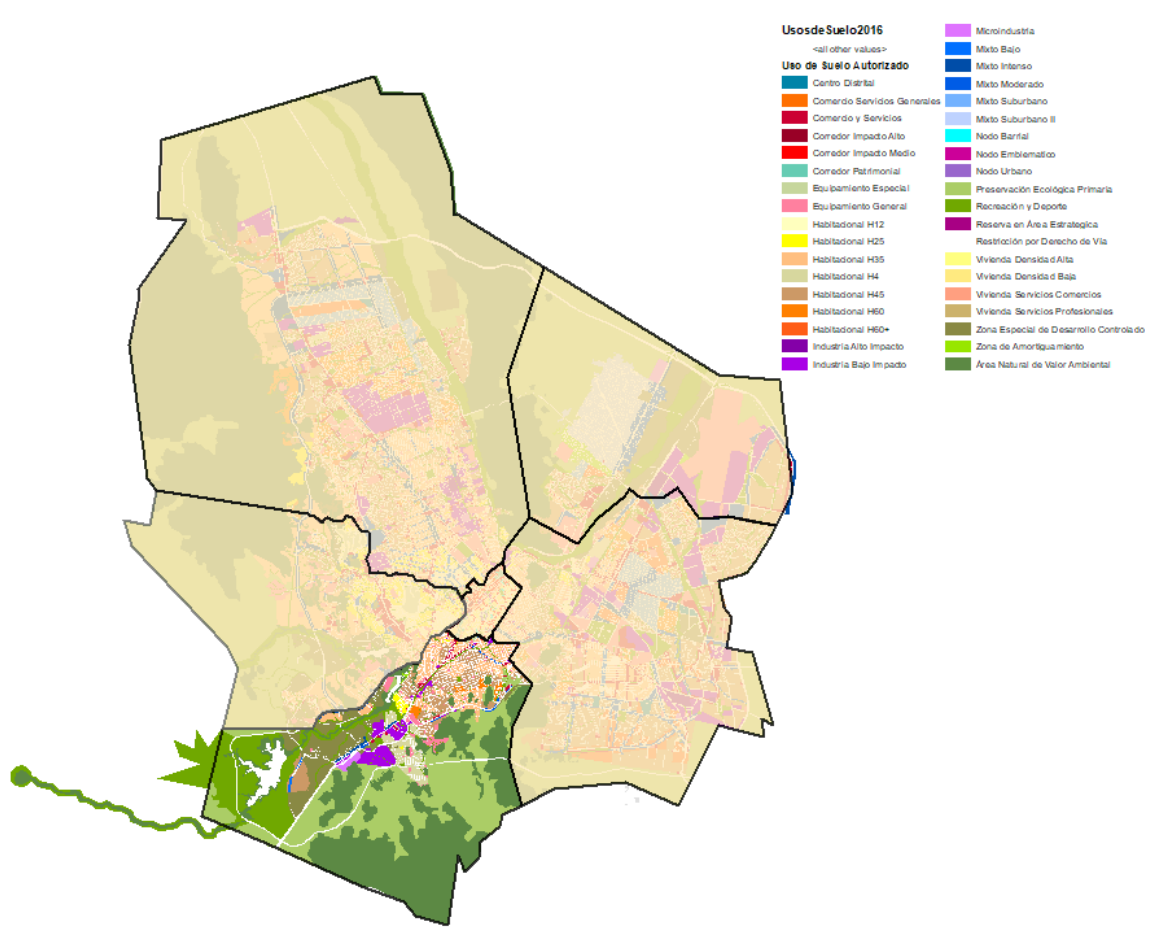 UsosdeSuelo2016
<all other values>
Uso de Suelo Autorizado
Centro Distrital
Comercio Servicios Generales
Comercio y Servicios
Corredor Impacto Alto
Corredor Impacto Medio
Corredor Patrimonial
Equipamiento Especial
Equipamiento General
Habitacional H12
Habitacional H25
Habitacional H35
Habitacional H4
Habitacional H45
Habitacional H60
Habitacional H60+
Industria Alto Impacto
Industria Bajo Impacto
Microindustria
Mixto Bajo
Mixto Intenso
Mixto Moderado
Mixto Suburbano
Mixto Suburbano II
Nodo Barrial
Nodo Emblematico
Nodo Urbano
Preservación Ecológica Primaria
Recreación y Deporte
Reserva en Área Estrategica
Restricción por Derecho de Vía
Vivienda Densidad Alta
Vivienda Densidad Baja
Vivienda Servicios Comercios
Vivienda Servicios Profesionales
Zona Especial de Desarrollo Controlado
Zona de Amortiguamiento
Área Natural de Valor Ambiental